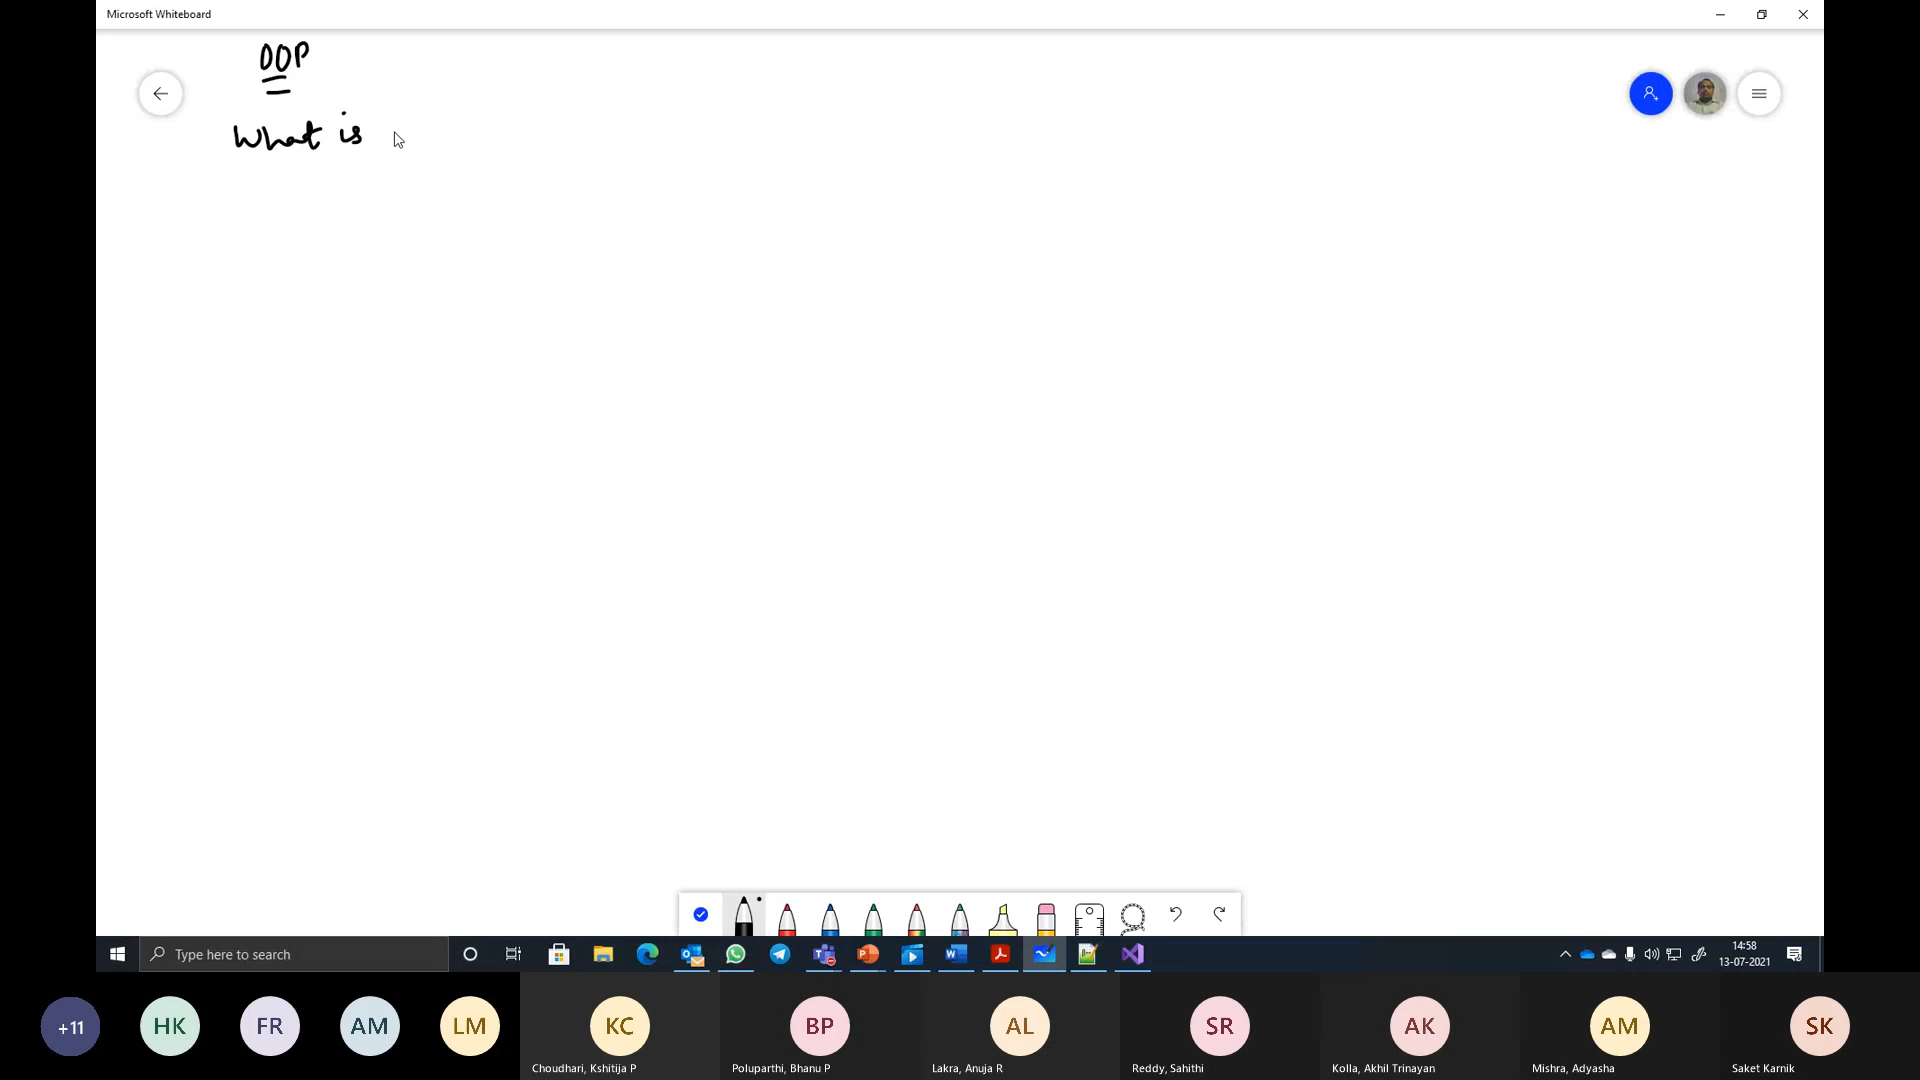 Microsoft Whiteboard
OOP
What is
Type here to search
14:58
13-07-2021
+11
HK
FR
AM
LM
KC
BP
AL
SR
AK
AM
SK
Choudhari, Kshitija P
Poluparthi, Bhanu P
Lakra, Anuja R
Reddy, Sahithi
Kolla, Akhil Trinayan
Mishra, Adyasha
Saket Karnik